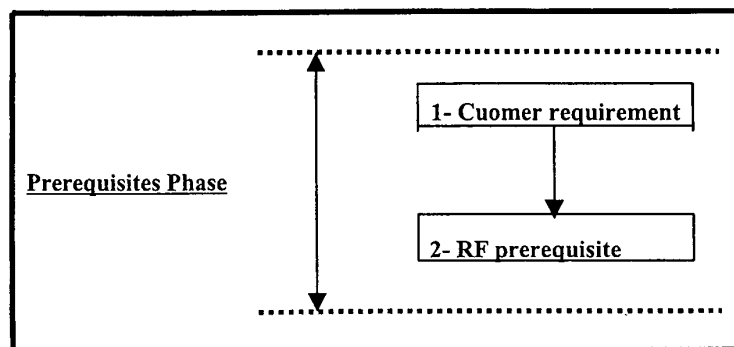 1- Cuomer requirement
Prerequisites Phase
2- RF prerequisite